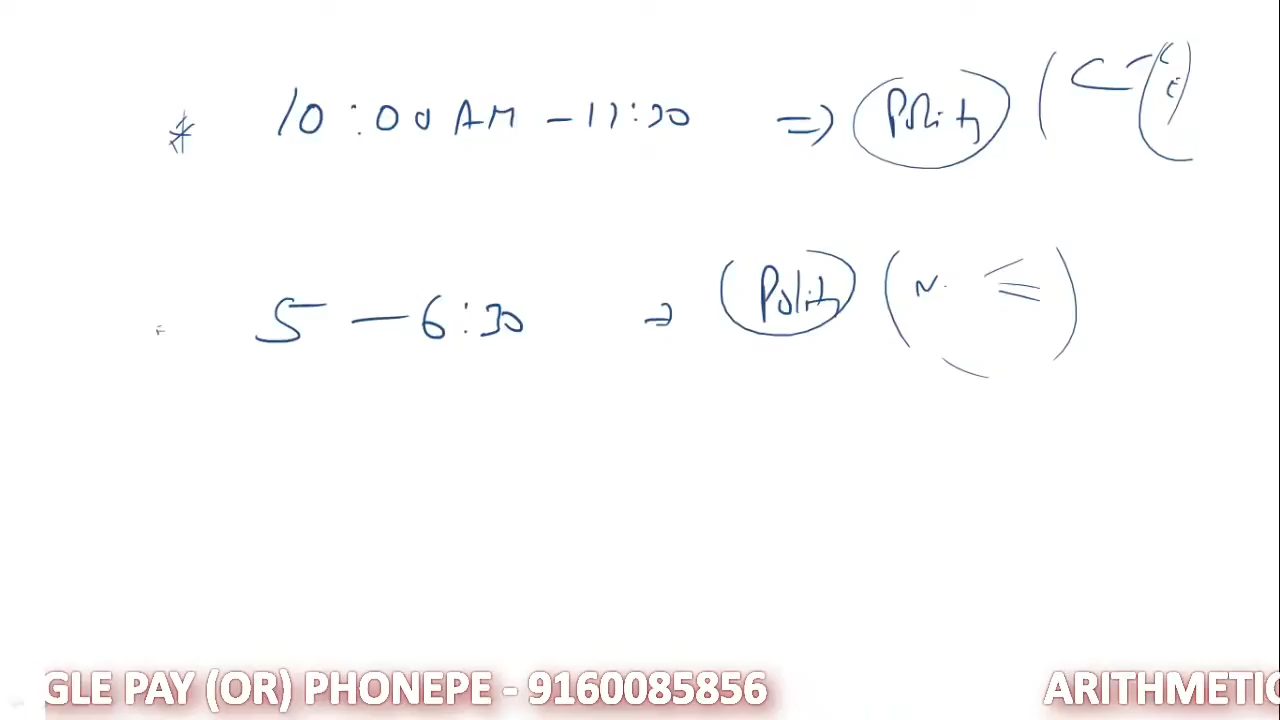 * 10:00 AM - 11:30 => Polity
5 - 6:30 → (Polity) (N.
GLE PAY (OR) PHONEPE - 9160085856 ARITHMETIC